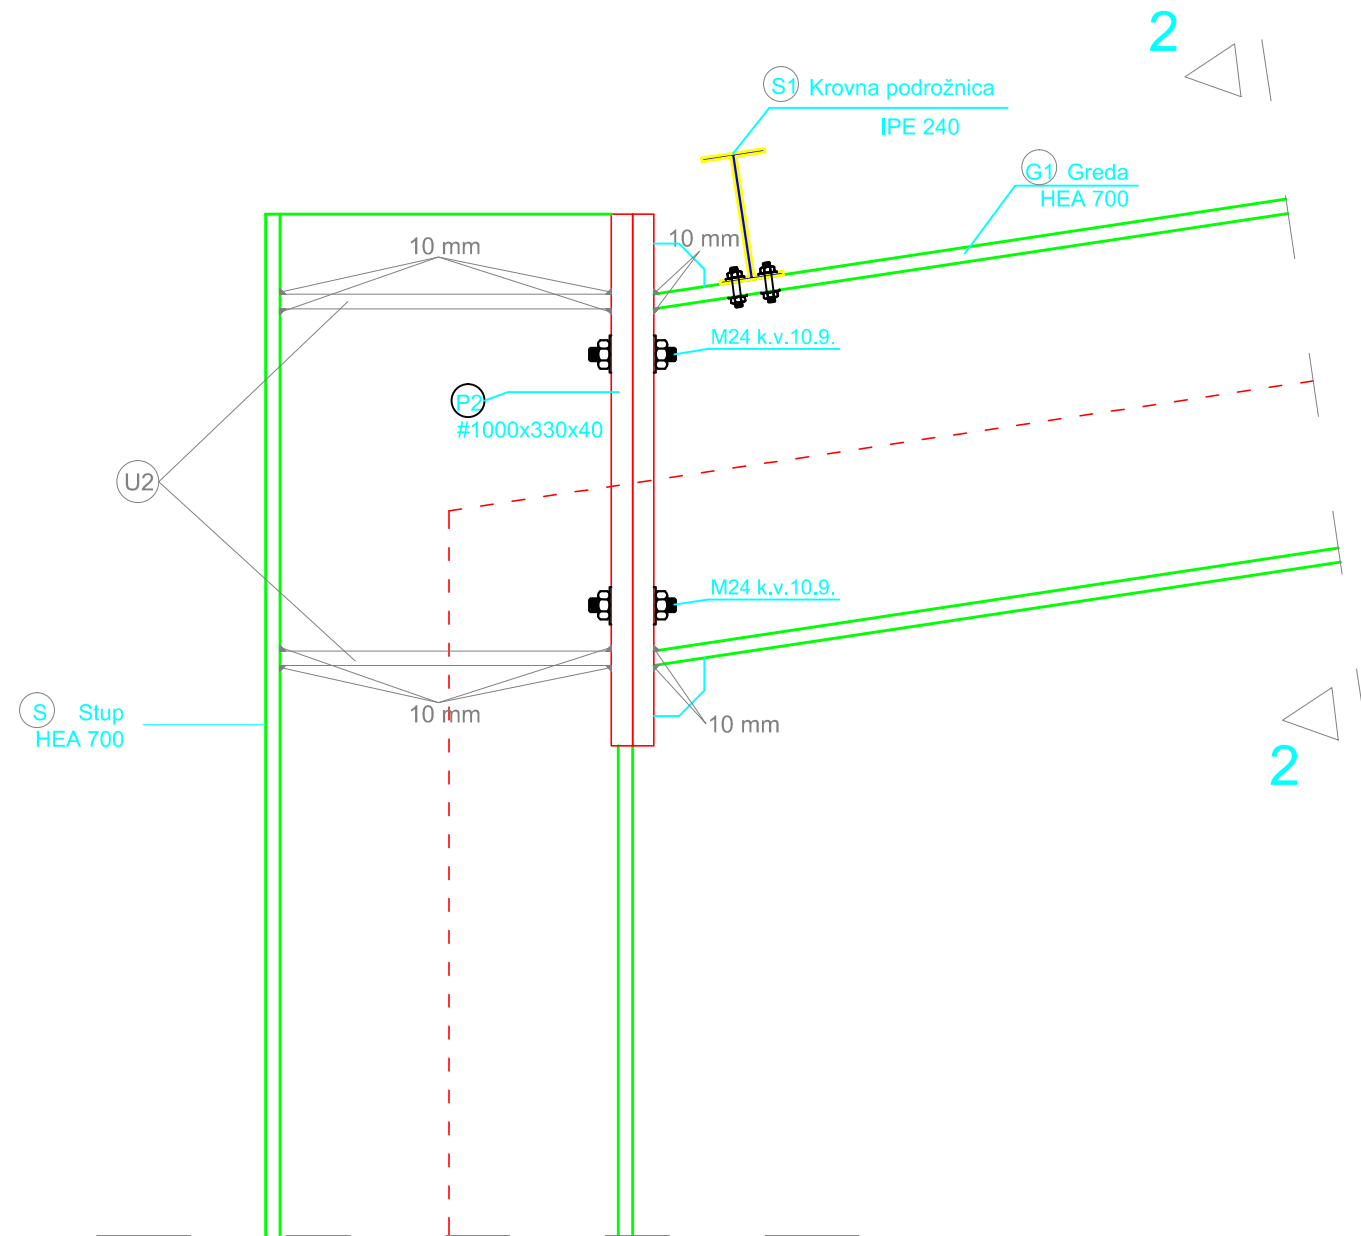 2
S1 Krovna podrožnica
IPE 240
G1 Greda
HEA 700
10 mm
10 mm
M24 k.v.10.9.
P2
#1000x330x40
U2
M24 k.v.10.9.
S Stup
HEA 700
10 mm
10 mm
2